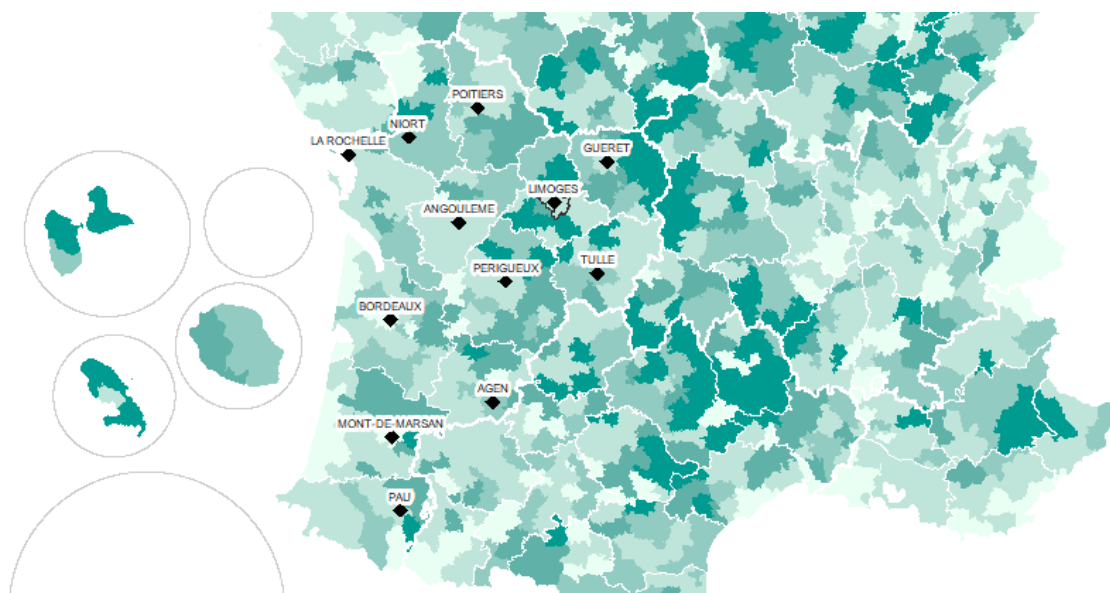 POITIERS
NIORT
LA ROCHELLE
GUERET
LIMOGES
ANGOULEME
PERIGUEUX
TULLE
BORDEAUX
AGEN
MONT-DE-MARSAN
PAU